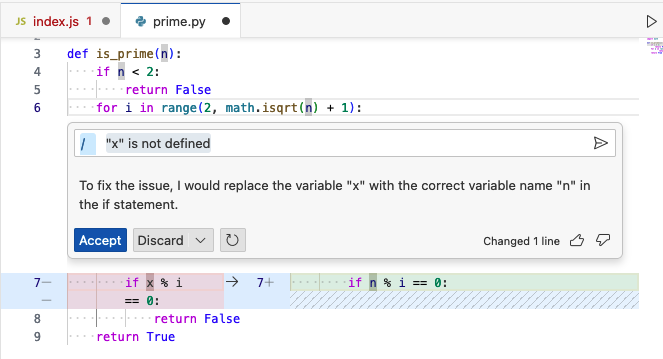 JS index.js 1
prime.py
3 def is_prime(n):
4 if n < 2:
5 return False
6 for i in range(2, math.isqrt(n) + 1):
/ "x" is not defined
To fix the issue, I would replace the variable "x" with the correct variable name "n" in
the if statement.
Accept Discard Changed 1 line
7− if x % i → 7+ if n % i == 0:
− == 0:
8 return False
9 return True